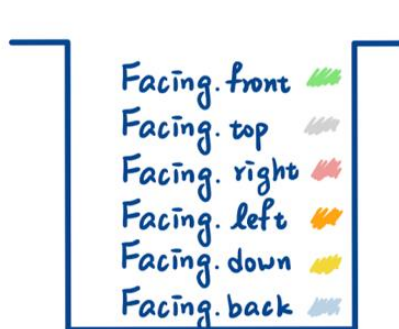 Facing. front
Facing. top
Facing. right
Facing. left
Facing. down
Facing. back